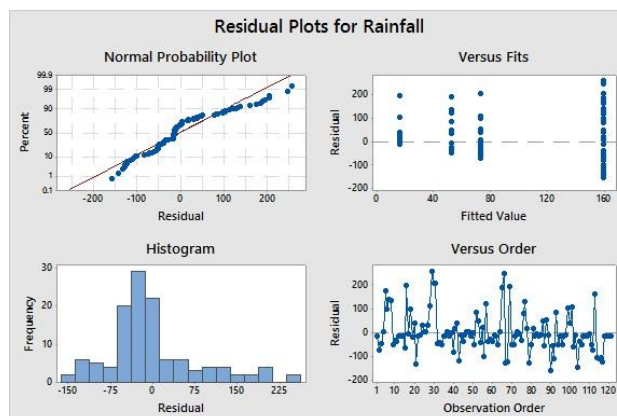 Residual Plots for Rainfall
Normal Probability Plot
99.9
99
90
50
10
1
0.1
Percent
-200 -100 0 100 200
Residual
Versus Fits
200
100
0
-100
-200
Residual
0 40 80 120 160
Fitted Value
Histogram
30
20
10
0
Frequency
-150 -75 0 75 150 225
Residual
Versus Order
200
100
0
-100
-200
Residual
1 10 20 30 40 50 60 70 80 90 100 110 120
Observation Order